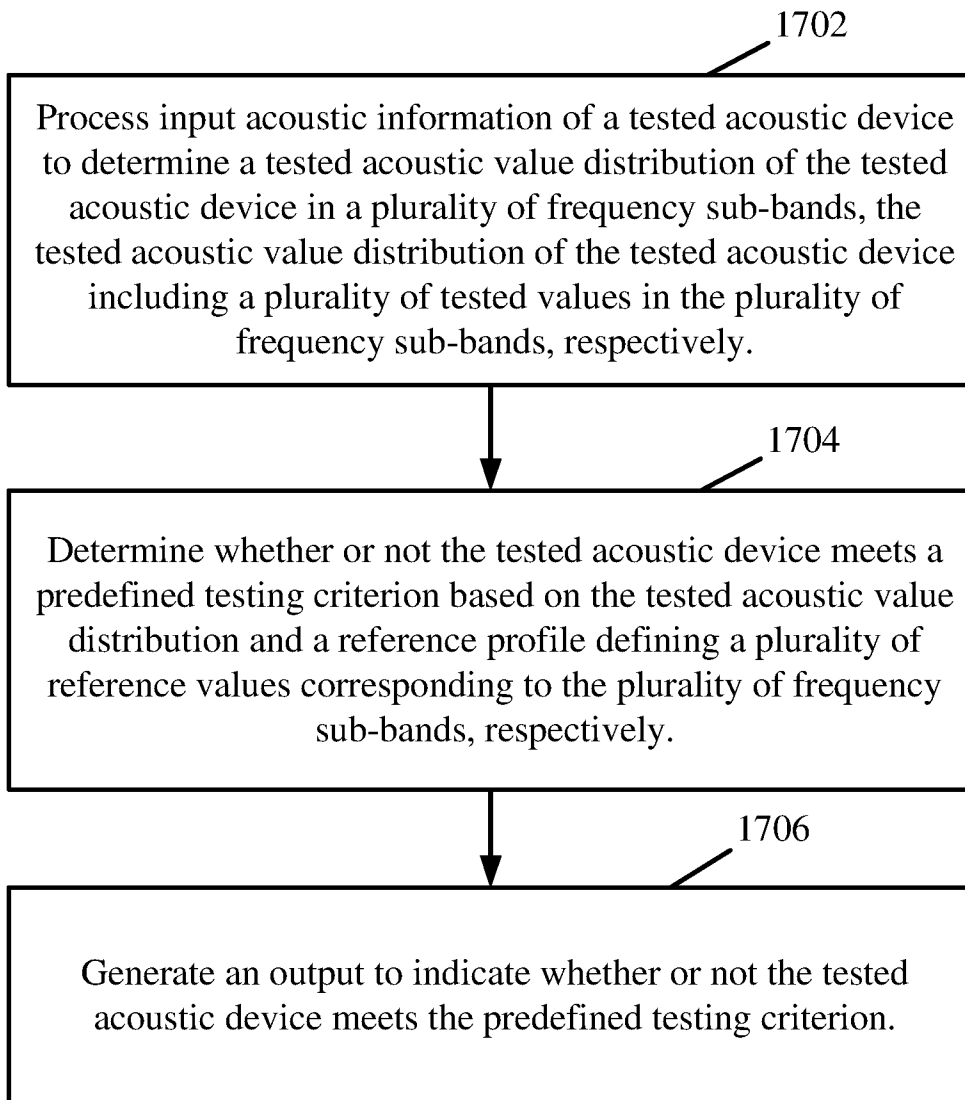 1702
Process input acoustic information of a tested acoustic device
to determine a tested acoustic value distribution of the tested
acoustic device in a plurality of frequency sub-bands, the
tested acoustic value distribution of the tested acoustic device
including a plurality of tested values in the plurality of
frequency sub-bands, respectively.
1704
Determine whether or not the tested acoustic device meets a
predefined testing criterion based on the tested acoustic value
distribution and a reference profile defining a plurality of
reference values corresponding to the plurality of frequency
sub-bands, respectively.
1706
Generate an output to indicate whether or not the tested
acoustic device meets the predefined testing criterion.